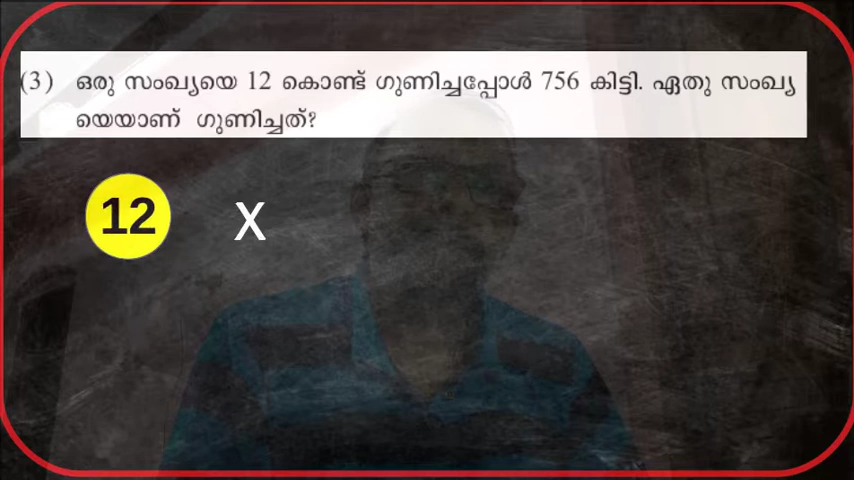 (3) ഒരു സംഖ്യയെ 12 കൊണ്ട് ഗുണിച്ചപ്പോൾ 756 കിട്ടി. ഏതു സംഖ്യ
യെയാണ് ഗുണിച്ചത്?
12 x